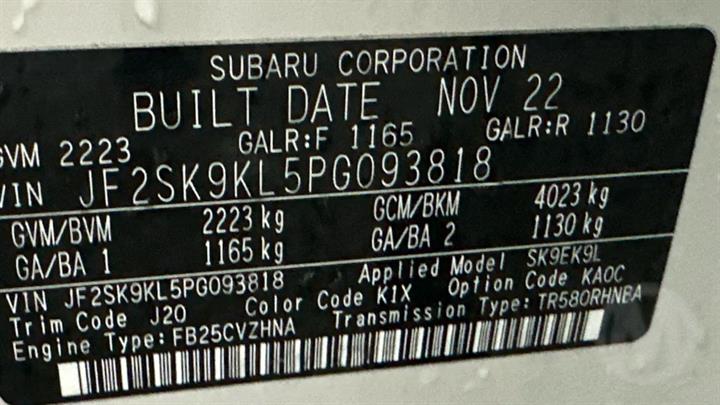 SUBARU CORPORATION
BUILT DATE NOV 22
GVM 2223 GALR:F 1165 GALR:R 1130
VIN JF2SK9KL5PG093818
GVM/BVM 2223 kg GCM/BKM 4023 kg
GA/BA 1 1165 kg GA/BA 2 1130 kg
VIN JF2SK9KL5PG093818 Applied Model SK9EK9L
Trim Code J20 Color Code K1X Option Code KAOC
Engine Type:FB25CVZHNA Transmission Type:TR580RHNBA